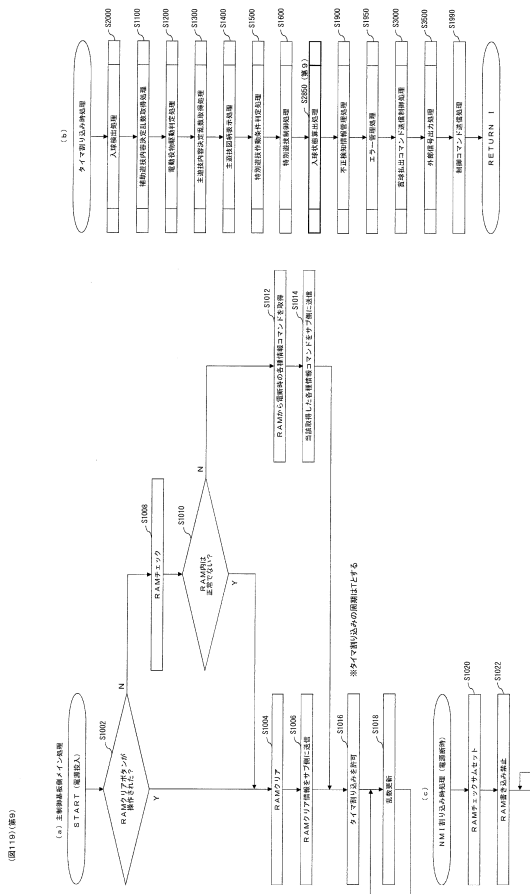 (図119)(第9)
(a) 主制御基板側メイン処理
START (電源投入)
S1002
RAMクリアボタンが
操作された?
N
Y
S1008
RAMチェック
S1010
RAM内は
正常でない?
N
Y
S1004
RAMクリア
S1006
RAMクリア情報をサブ側に送信
S1012
RAMから電断時の各種情報コマンドを取得
S1014
当該取得した各種情報コマンドをサブ側に送信
※タイマ割り込みの周期はTとする
S1016
タイマ割り込みを許可
S1018
乱数更新
(b)
タイマ割り込み時処理
S2000
入球検出処理
S1100
補助遊技内容決定乱数取得処理
S1200
電動役物駆動判定処理
S1300
主遊技内容決定乱数取得処理
S1400
主遊技図柄表示処理
S1500
特別遊技作動条件判定処理
S1600
特別遊技制御処理
S2850 (第9)
入球状態算出処理
S1900
不正検知情報管理処理
S1950
エラー管理処理
S3000
賞球払出コマンド送信制御処理
S3500
外部信号出力処理
S1990
制御コマンド送信処理
RETURN I
(c)
NMI割り込み時処理 (電源断時)
S1020
RAMチェックサムセット
S1022
RAM書き込み禁止